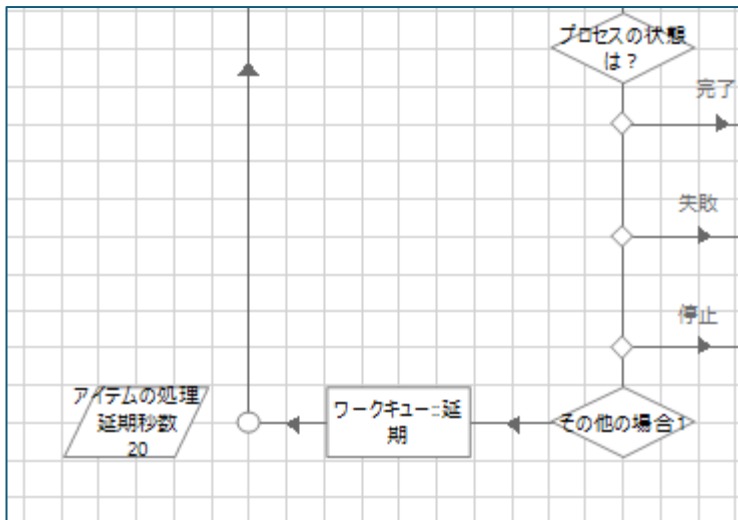 プロセスの状態
は？
完了
失敗
停止
アイテムの処理
延期秒数
20
ワークキュー::延
期
その他の場合1